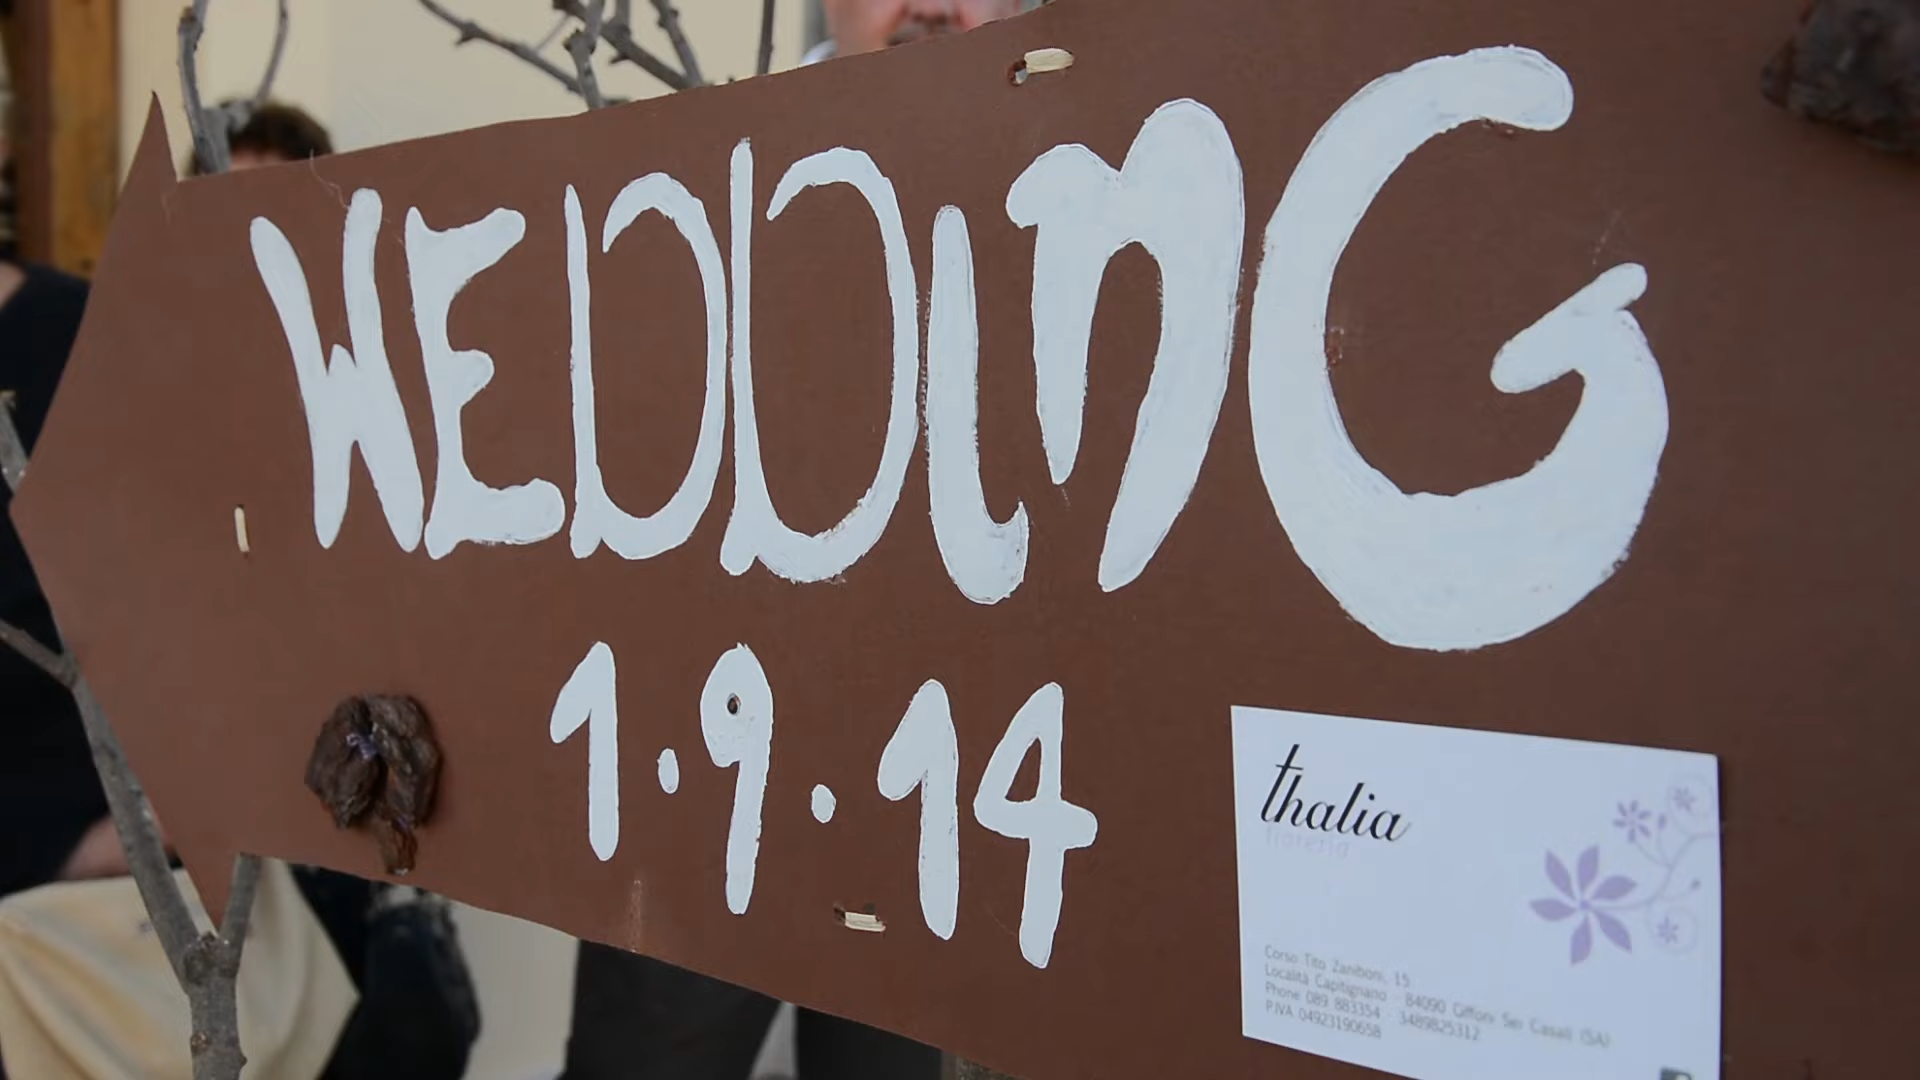 WEDDiNG
1.9.14
thalia
fioresia
Corso Tito Zaniboni, 15
Località Capitignano - 84090 Giffoni Sei Casali (SA)
Phone 089 883354 - 3489825312
P.IVA 04923190658